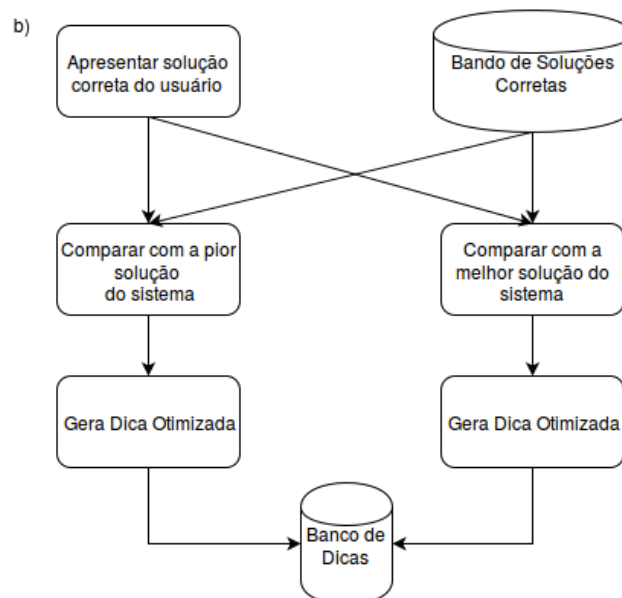 b)
Apresentar solução
correta do usuário
Bando de Soluções
Corretas
Comparar com a pior
solução
do sistema
Comparar com a
melhor solução do
sistema
Gera Dica Otimizada
Gera Dica Otimizada
Banco de
Dicas